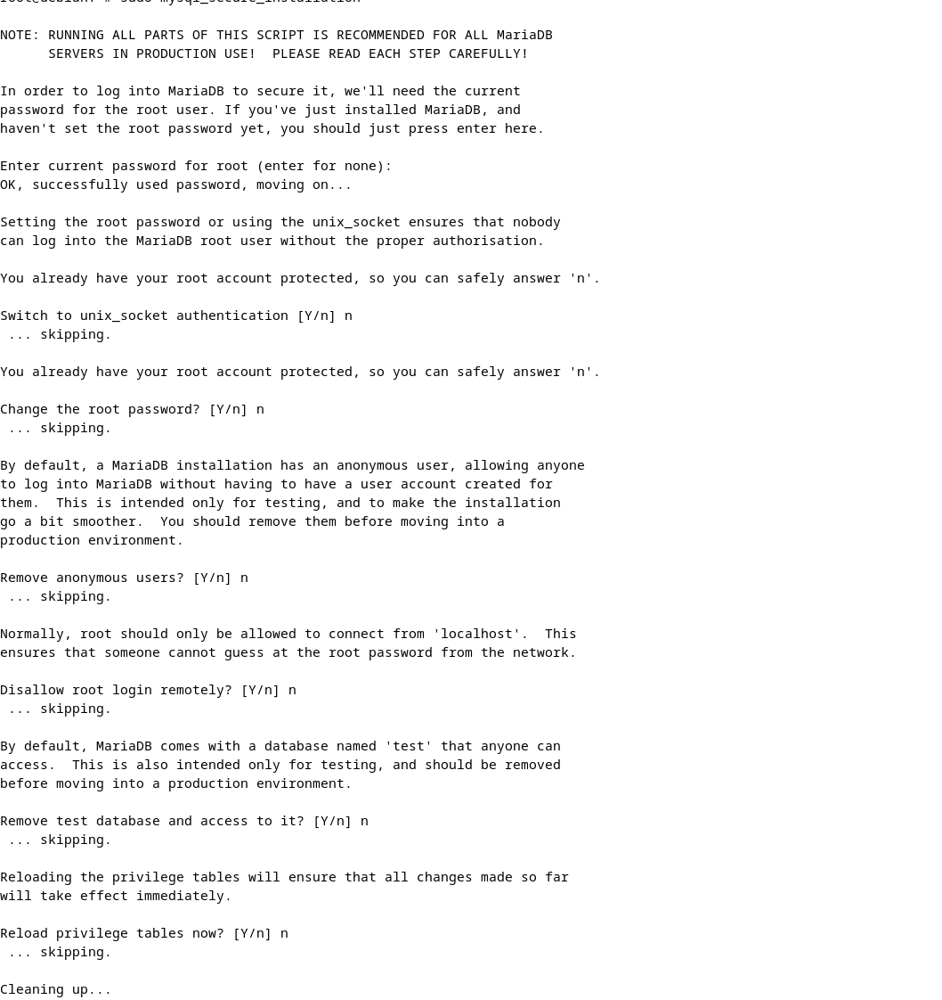 root@debian:~# sudo mysql_secure_installation
NOTE: RUNNING ALL PARTS OF THIS SCRIPT IS RECOMMENDED FOR ALL MariaDB
SERVERS IN PRODUCTION USE!  PLEASE READ EACH STEP CAREFULLY!
In order to log into MariaDB to secure it, we'll need the current
password for the root user. If you've just installed MariaDB, and
haven't set the root password yet, you should just press enter here.
Enter current password for root (enter for none):
OK, successfully used password, moving on...
Setting the root password or using the unix_socket ensures that nobody
can log into the MariaDB root user without the proper authorisation.
You already have your root account protected, so you can safely answer 'n'.
Switch to unix_socket authentication [Y/n] n
... skipping.
You already have your root account protected, so you can safely answer 'n'.
Change the root password? [Y/n] n
... skipping.
By default, a MariaDB installation has an anonymous user, allowing anyone
to log into MariaDB without having to have a user account created for
them.  This is intended only for testing, and to make the installation
go a bit smoother.  You should remove them before moving into a
production environment.
Remove anonymous users? [Y/n] n
... skipping.
Normally, root should only be allowed to connect from 'localhost'.  This
ensures that someone cannot guess at the root password from the network.
Disallow root login remotely? [Y/n] n
... skipping.
By default, MariaDB comes with a database named 'test' that anyone can
access.  This is also intended only for testing, and should be removed
before moving into a production environment.
Remove test database and access to it? [Y/n] n
... skipping.
Reloading the privilege tables will ensure that all changes made so far
will take effect immediately.
Reload privilege tables now? [Y/n] n
... skipping.
Cleaning up...